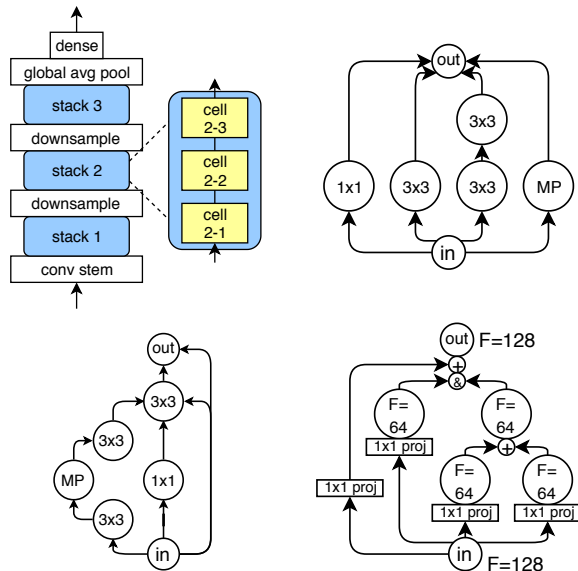 dense
global avg pool
stack 3
downsample
stack 2
downsample
stack 1
conv stem
cell
2-3
cell
2-2
cell
2-1
out
3x3
1x1
3x3
3x3
MP
in
out
3x3
3x3
MP
1x1
3x3
in
out
F=128
+
&
F=
64
F=
64
1x1 proj
+
1x1 proj
F=
64
F=
64
1x1 proj
1x1 proj
in
F=128